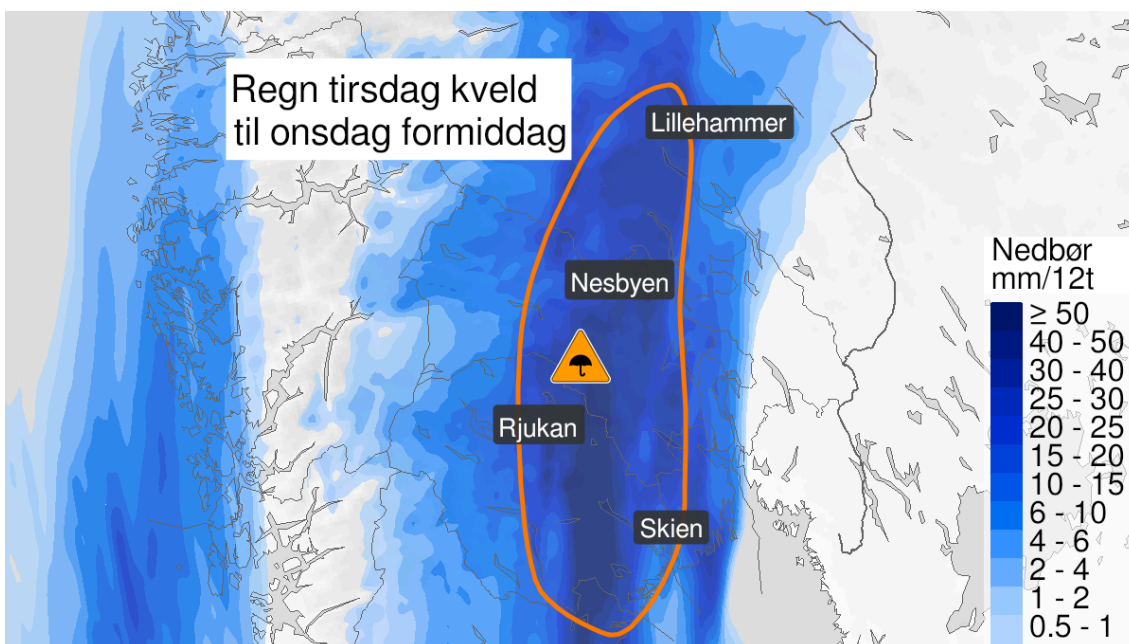 Regn tirsdag kveld
til onsdag formiddag
Lillehammer
Nesbyen
Rjukan
Skien
Nedbør
mm/12t
≥ 50
40 - 50
30 - 40
25 - 30
20 - 25
15 - 20
10 - 15
6 - 10
4 - 6
2 - 4
1 - 2
0.5 - 1